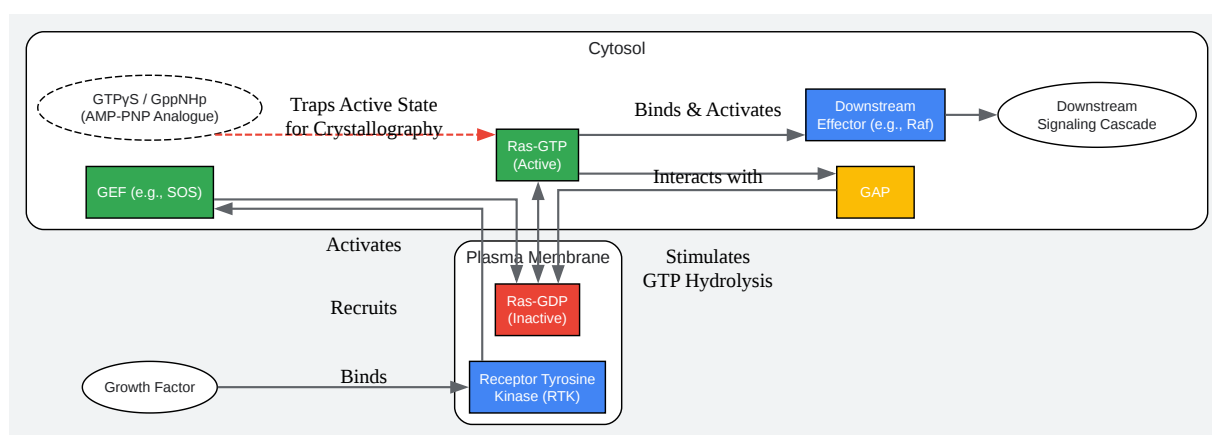 Cytosol
GTPγS / GppNHp
(AMP-PNP Analogue)
Traps Active State
for Crystallography
Binds & Activates
Downstream
Effector (e.g., Raf)
Downstream
Signaling Cascade
Ras-GTP
(Active)
GEF (e.g., SOS)
Interacts with
GAP
Activates
Plasma Membrane
Stimulates
GTP Hydrolysis
Ras-GDP
(Inactive)
Recruits
Growth Factor
Binds
Receptor Tyrosine
Kinase (RTK)